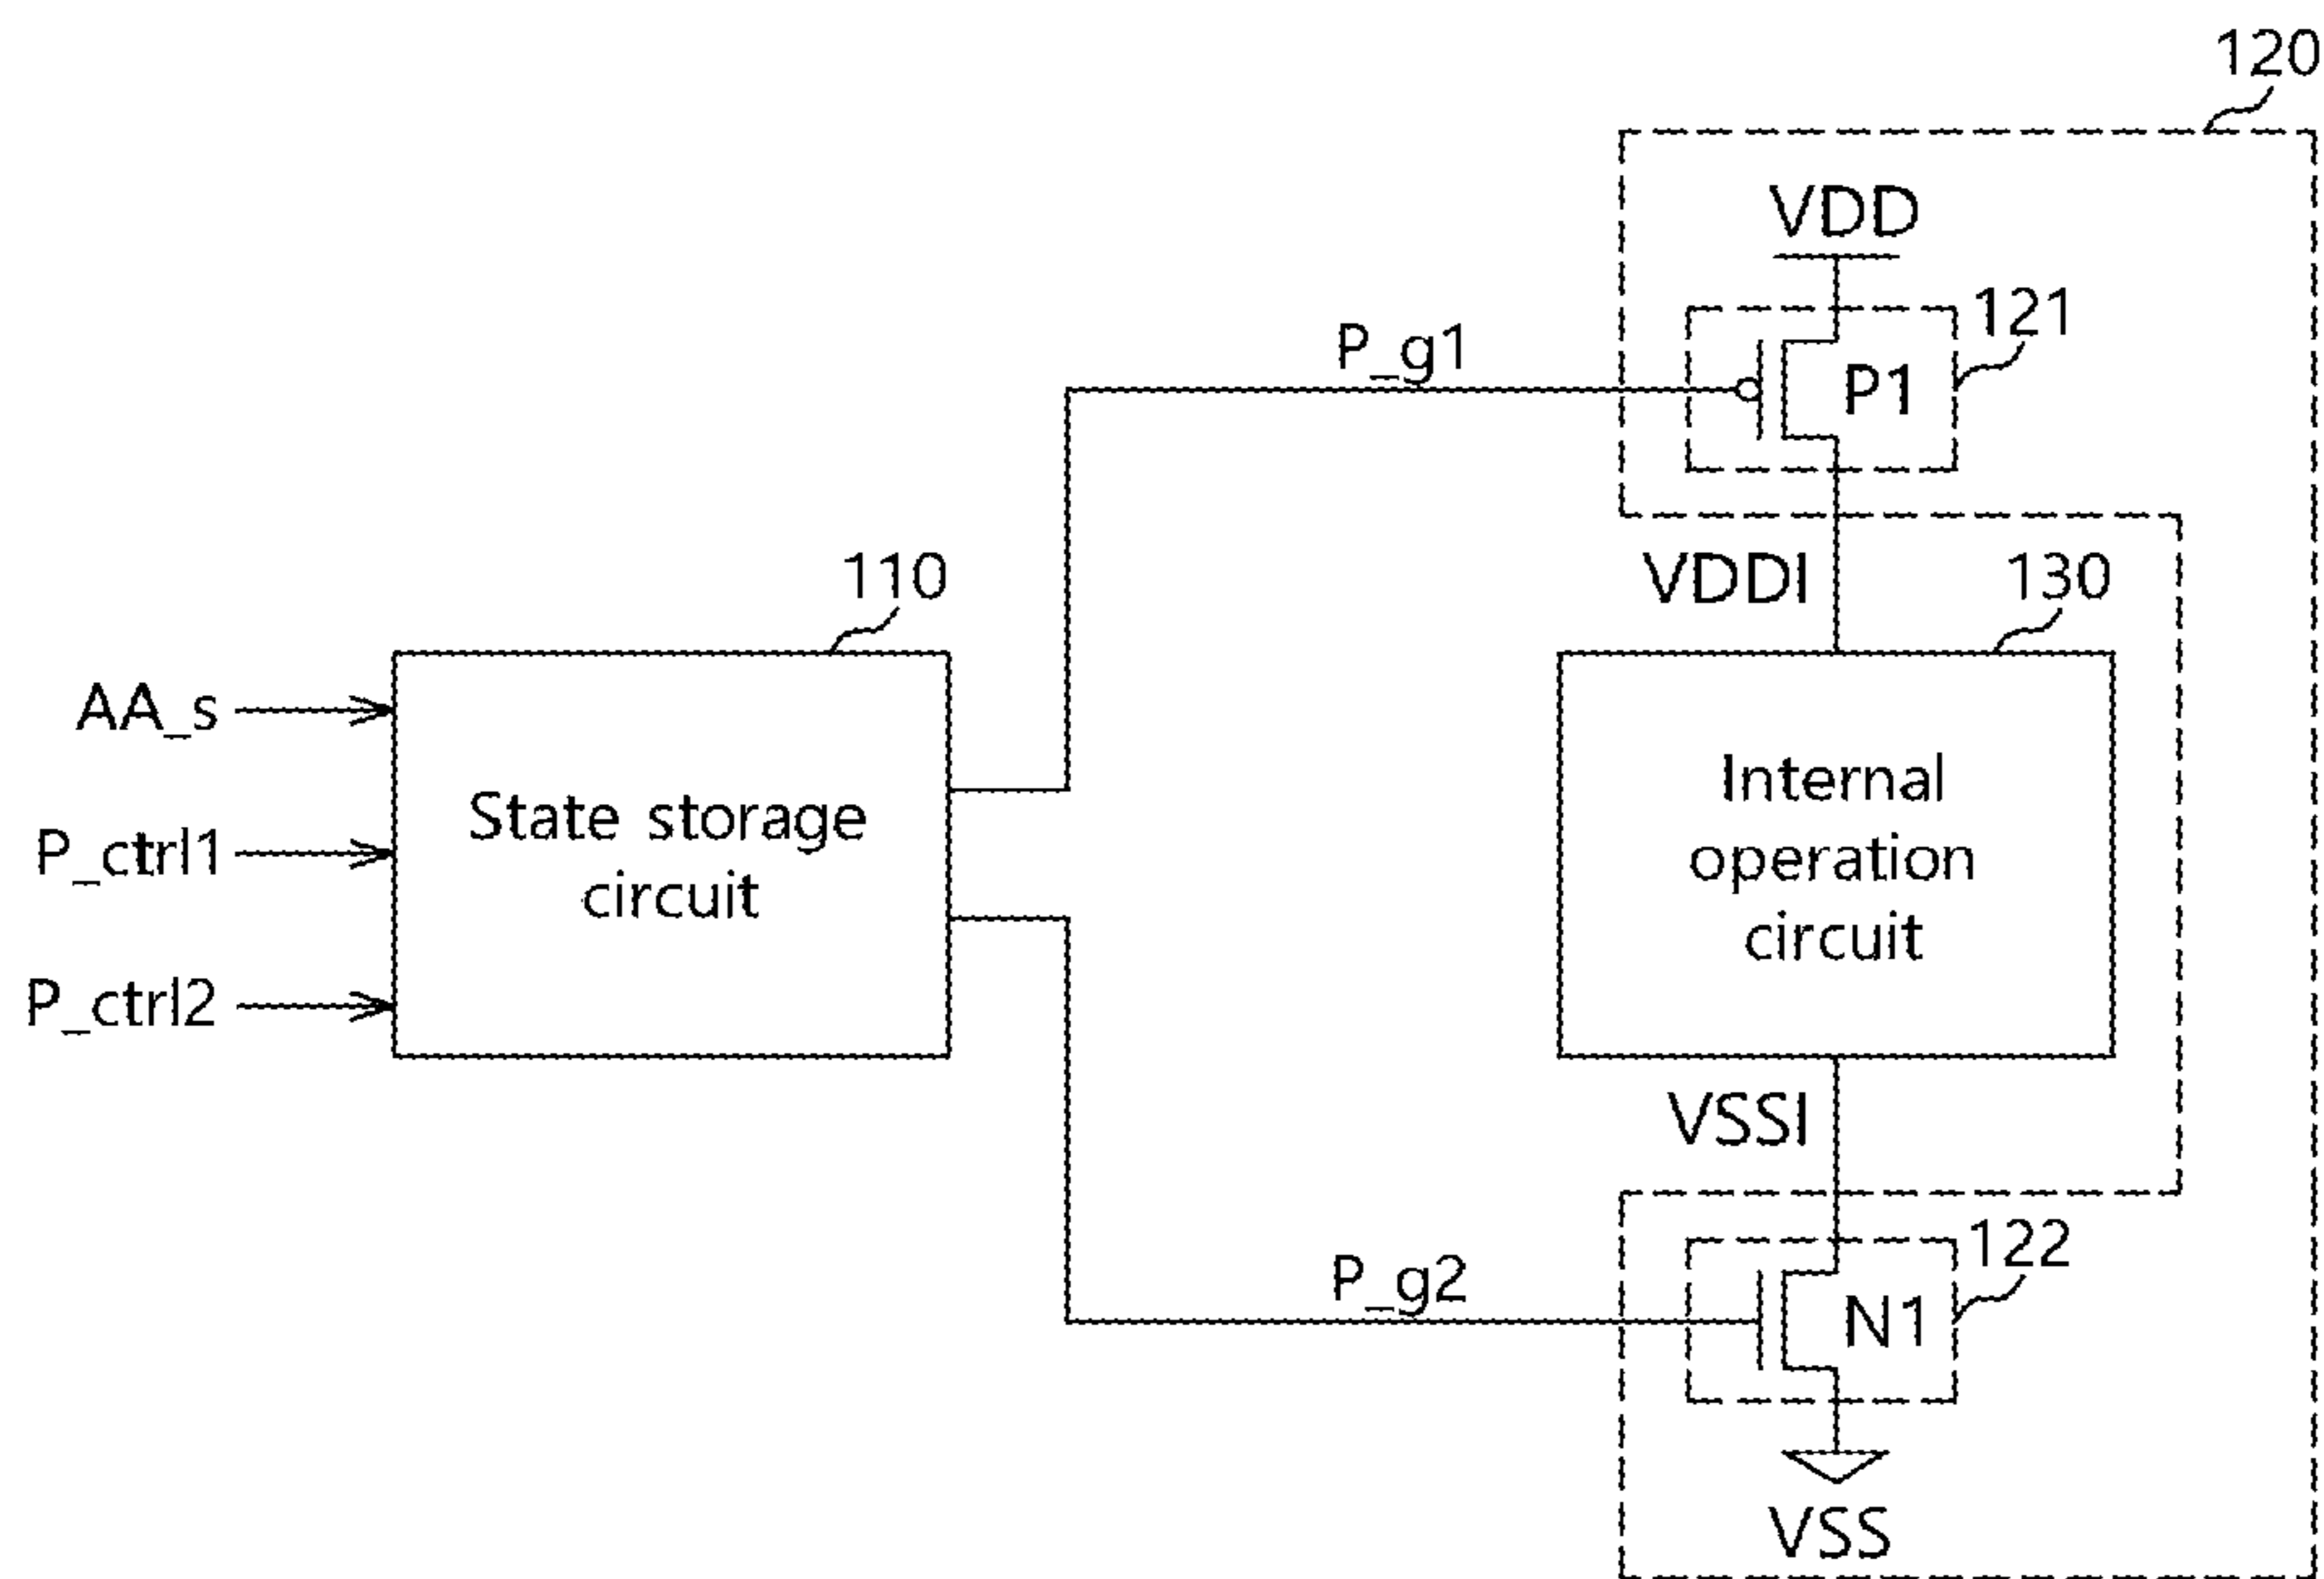 120
VDD
121
P_g1
P1
VDDI
110
130
AA_s
P_ctrl1
P_ctrl2
State storage
circuit
Internal
operation
circuit
VSSI
122
P_g2
N1
VSS